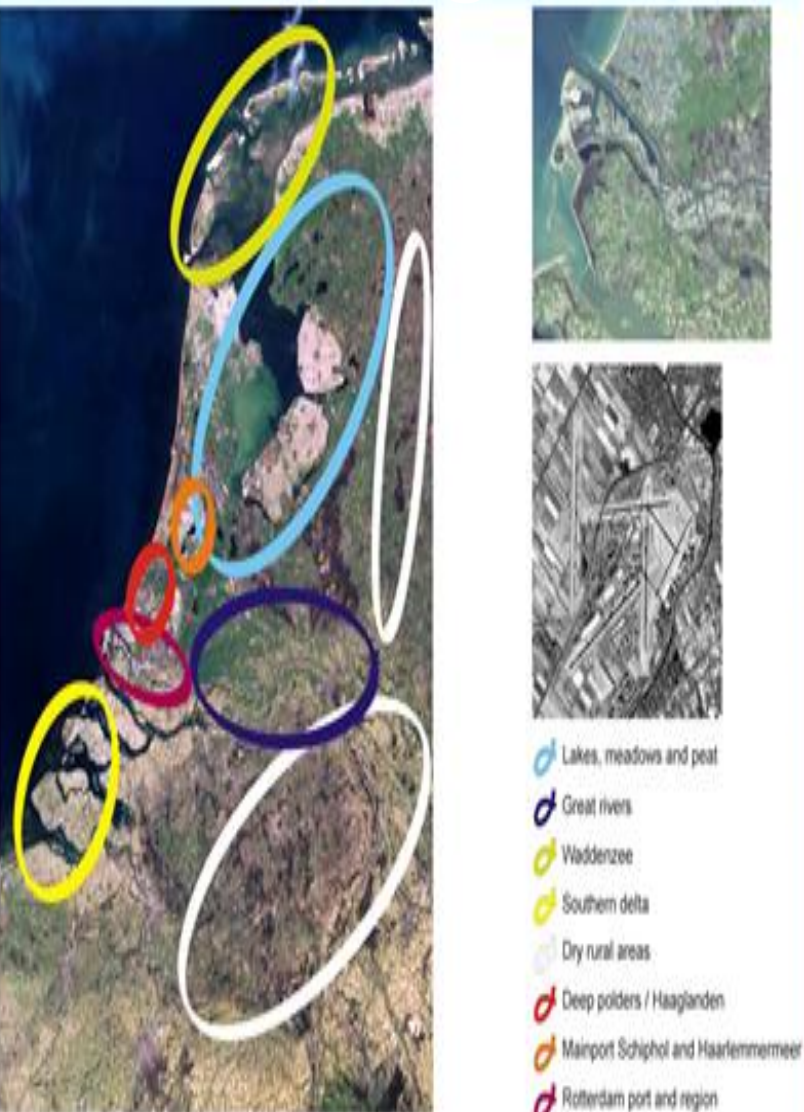 Lakes, meadows and peat
Great rivers
Waddenzee
Southern delta
Dry rural areas
Deep polders / Haaglanden
Mainport Schiphol and Haarlemmermeer
Rotterdam port and region